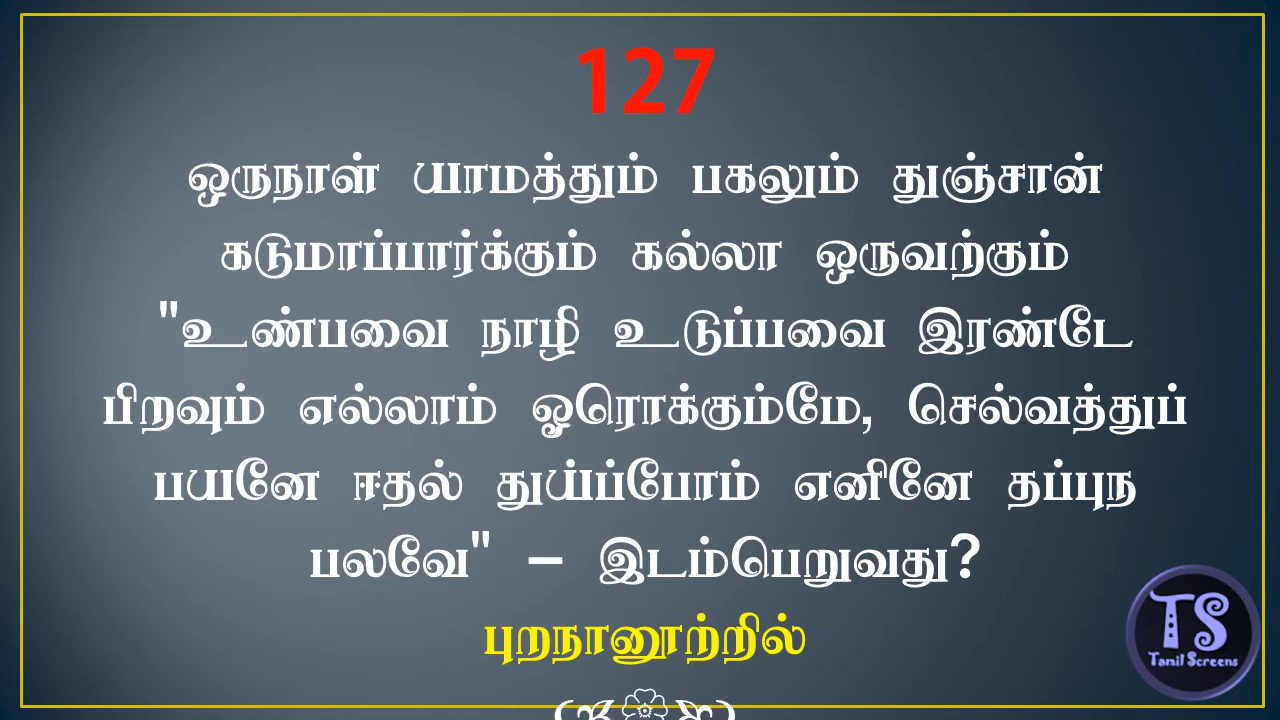 127
ஒருநாள் யாமத்தும் பகலும் துஞ்சான்
கடுமாப்பார்க்கும் கல்லா ஒருவற்கும்
"உண்பவை நாழி உடுப்பவை இரண்டே
பிறவும் எல்லாம் ஓரொக்கும்மே, செல்வத்துப்
பயனே ஈதல் துய்ப்போம் எனினே தப்புந
பலவே" – இடம்பெறுவது?
புறநானூற்றில்
TS
Tamil Screens